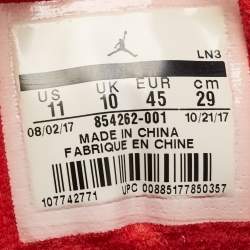 LN3
US UK EUR cm
11 10 45 29
08/02/17 854262-001 10/21/17
MADE IN CHINA
FABRIQUE EN CHINE
107742771 UPC 00885177850357